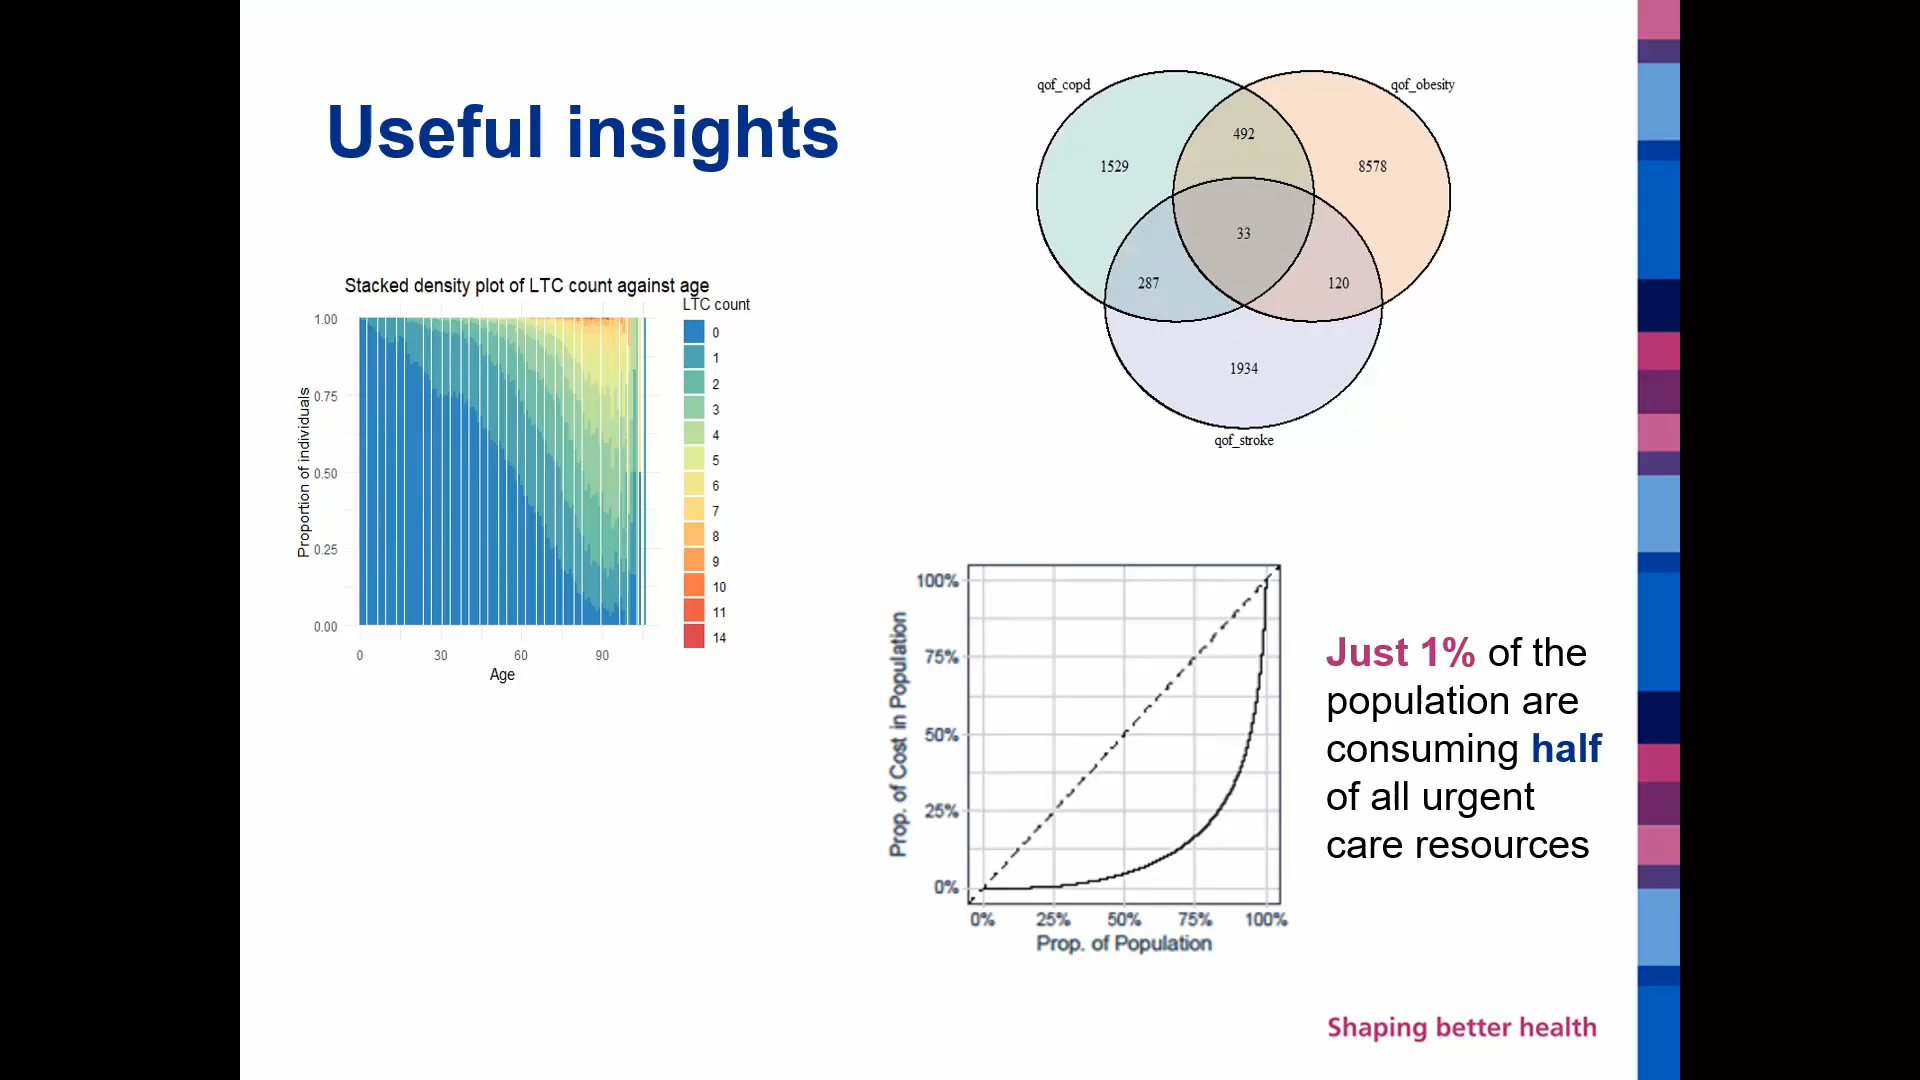 Useful insights
qof_copd
qof_obesity
492
1529
8578
33
287
120
1934
qof_stroke
Stacked density plot of LTC count against age
LTC count
0
1
2
3
4
5
6
7
8
9
10
11
14
Proportion of individuals
1.00
0.75
0.50
0.25
0.00
0 30 60 90
Age
Prop. of Cost in Population
100%
75%
50%
25%
0%
0% 25% 50% 75% 100%
Prop. of Population
Just 1% of the
population are
consuming half
of all urgent
care resources
Shaping better health